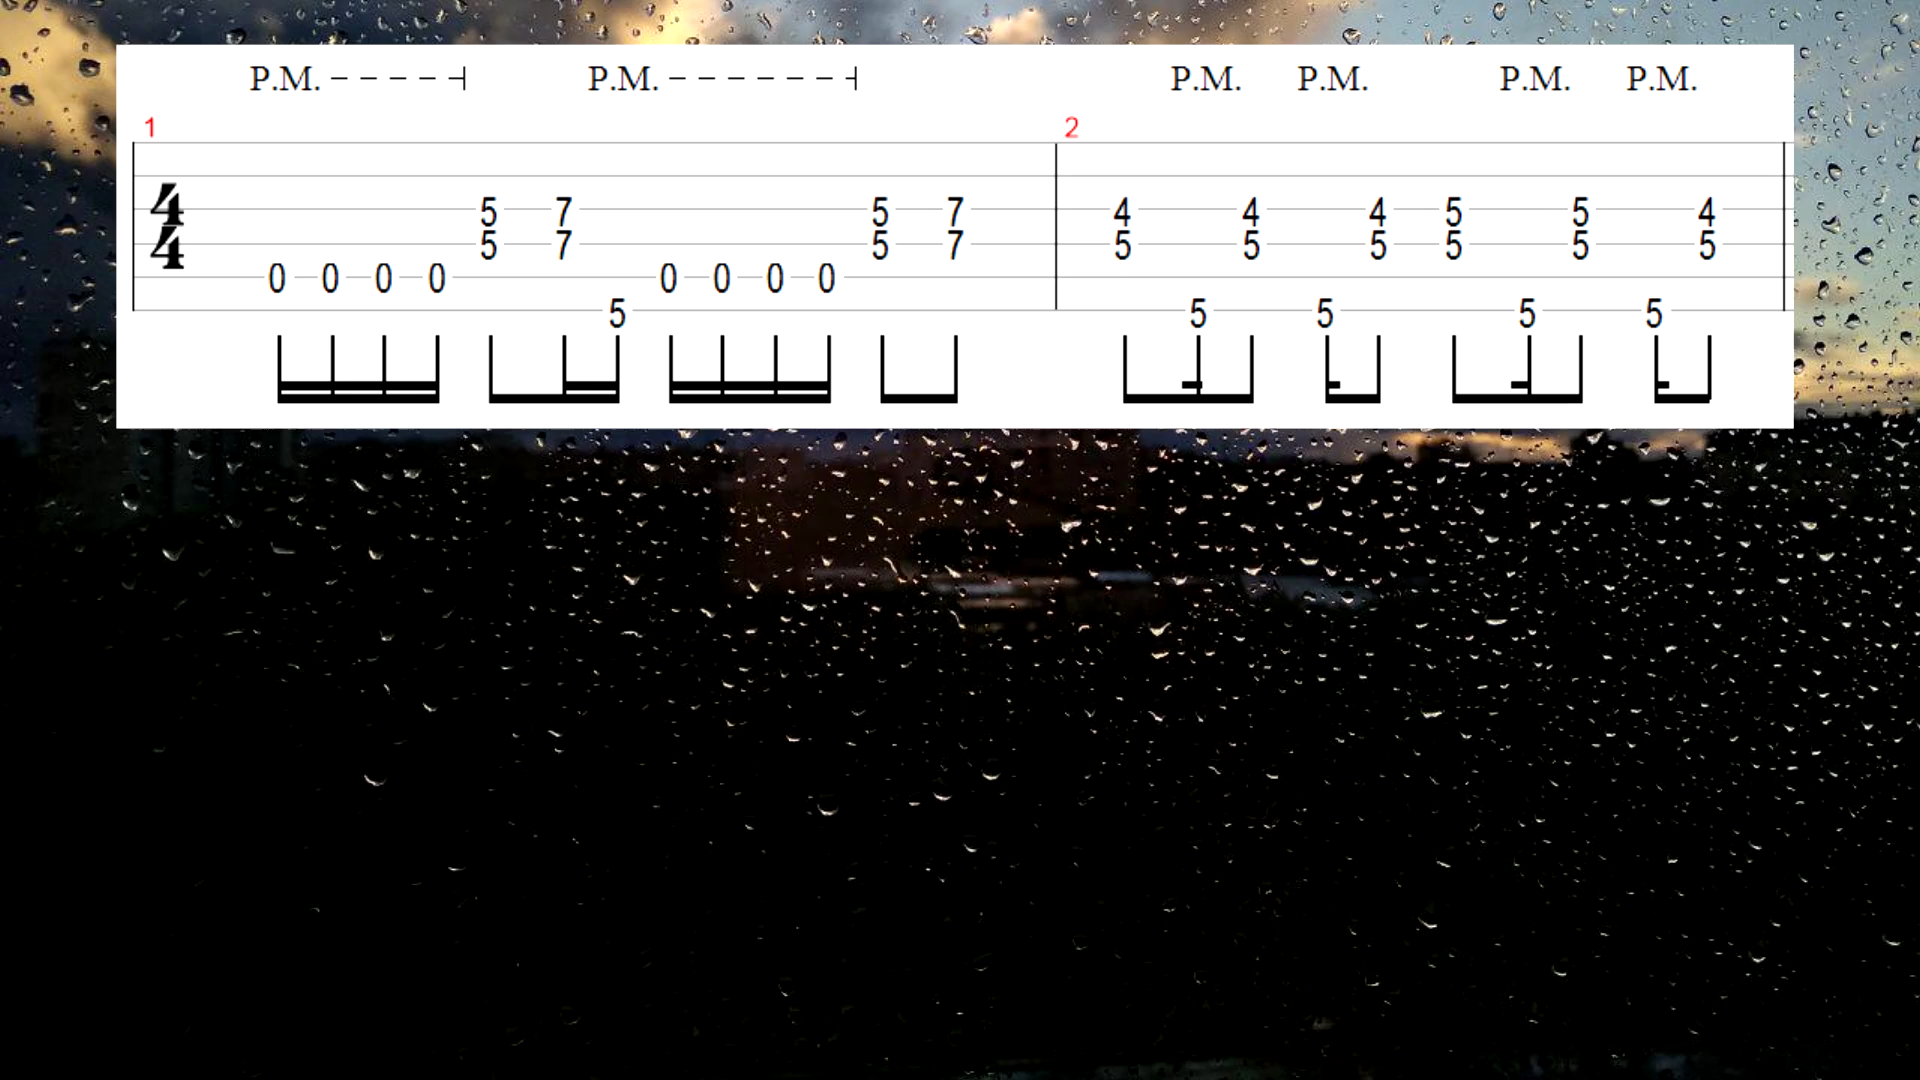 P.M. – – – – –⊣ P.M. – – – – – – –⊣ P.M. P.M. P.M. P.M.
1 2
4 5 7 5 7 4 4 4 5 5 4
4 5 7 5 7 5 5 5 5 5 5
0 0 0 0 0 0 0 0
5 5 5 5 5